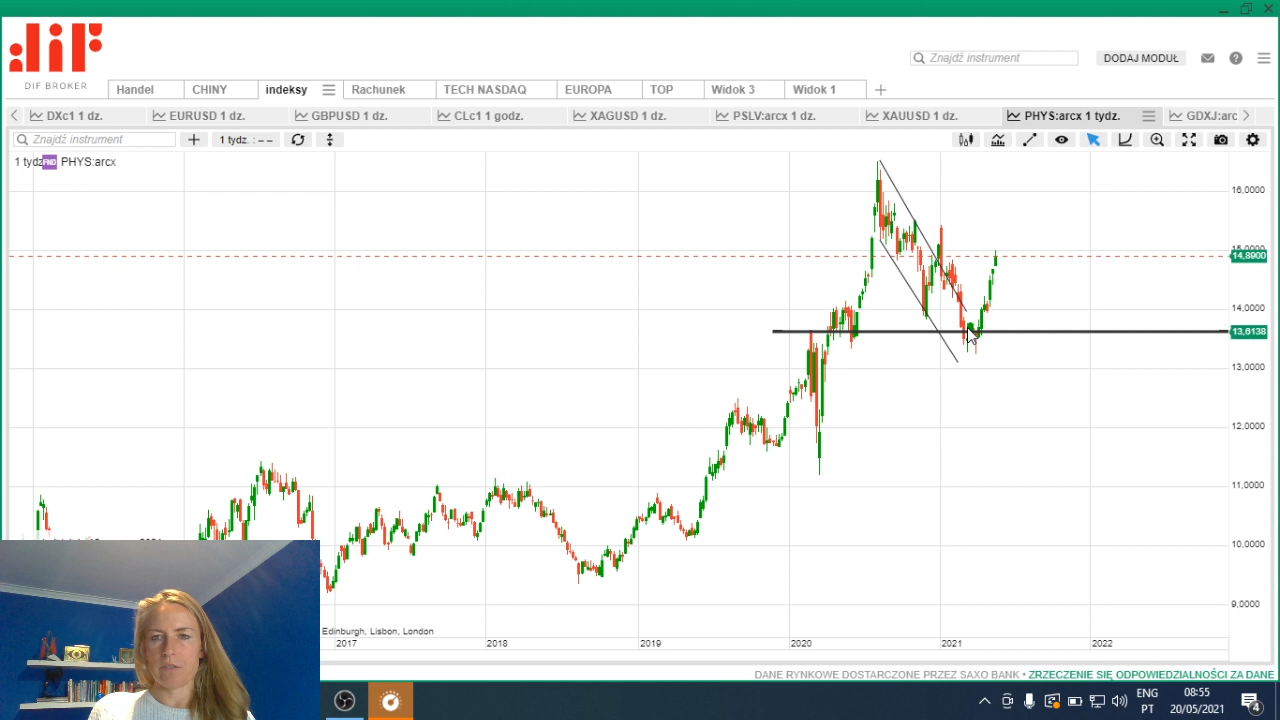 dif
DIF BROKER
Znajdź instrument
DODAJ MODUŁ
Handel
CHINY
indeksy
Rachunek
TECH NASDAQ
EUROPA
TOP
Widok 3
Widok 1
DXc1 1 dz.
EURUSD 1 dz.
GBPUSD 1 dz.
CLc1 1 godz.
XAGUSD 1 dz.
PSLV:arcx 1 dz.
XAUUSD 1 dz.
PHYS:arcx 1 tydz.
GDXJ:arc
Znajdź instrument
1 tydz. : – –
1 tydz
FND
PHYS:arcx
16,0000
15,0000
14,8900
14,0000
13,6138
13,0000
12,0000
11,0000
10,0000
9,0000
Edinburgh, Lisbon, London
2017
2018
2019
2020
2021
2022
DANE RYNKOWE DOSTARCZONE PRZEZ SAXO BANK • ZRZECZENIE SIĘ ODPOWIEDZIALNOŚCI ZA DANE
ENG
PT
08:55
20/05/2021
4